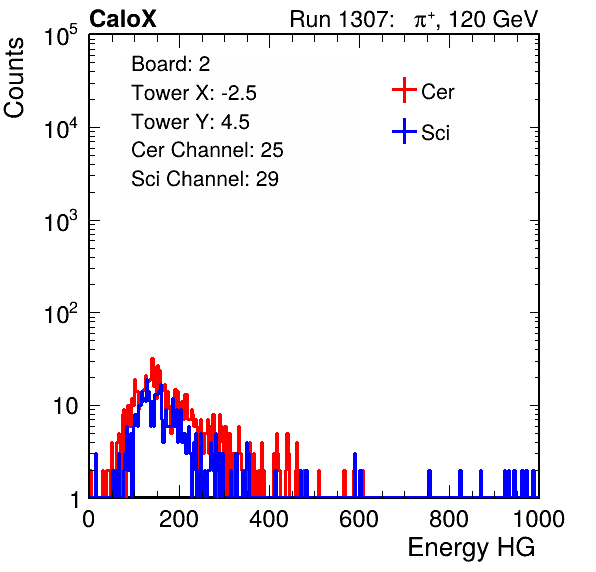 CaloX Run 1307: π⁺, 120 GeV
Counts
10⁵
10⁴
10³
10²
10
1
Board: 2
Tower X: -2.5
Tower Y: 4.5
Cer Channel: 25
Sci Channel: 29
Cer
Sci
0 200 400 600 800 1000
Energy HG